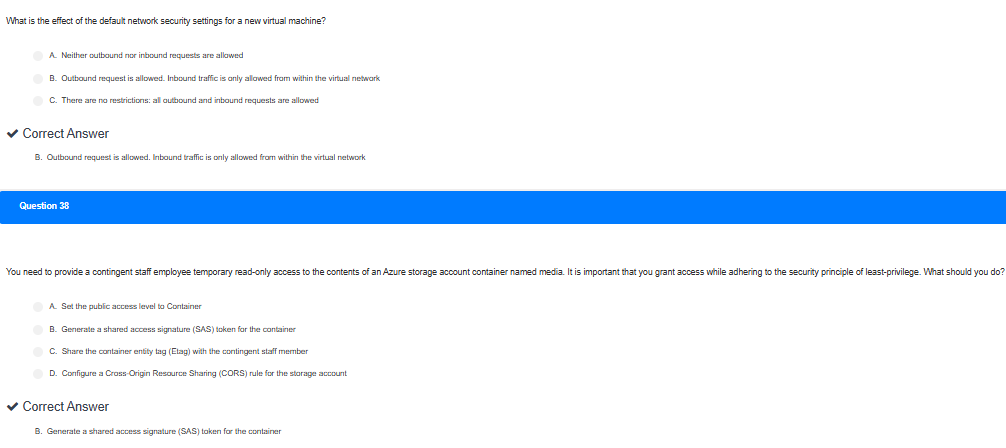 What is the effect of the default network security settings for a new virtual machine?
A. Neither outbound nor inbound requests are allowed
B. Outbound request is allowed. Inbound traffic is only allowed from within the virtual network
C. There are no restrictions: all outbound and inbound requests are allowed
Correct Answer
B. Outbound request is allowed. Inbound traffic is only allowed from within the virtual network
Question 38
You need to provide a contingent staff employee temporary read-only access to the contents of an Azure storage account container named media. It is important that you grant access while adhering to the security principle of least-privilege. What should you do?
A. Set the public access level to Container
B. Generate a shared access signature (SAS) token for the container
C. Share the container entity tag (Etag) with the contingent staff member
D. Configure a Cross-Origin Resource Sharing (CORS) rule for the storage account
Correct Answer
B. Generate a shared access signature (SAS) token for the container